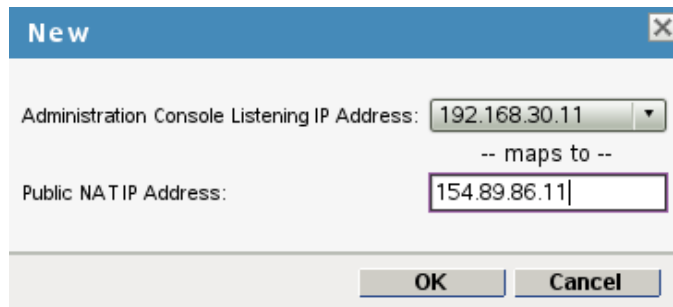 New
Administration Console Listening IP Address: 192.168.30.11
-- maps to --
Public NAT IP Address: 154.89.86.11
OK Cancel